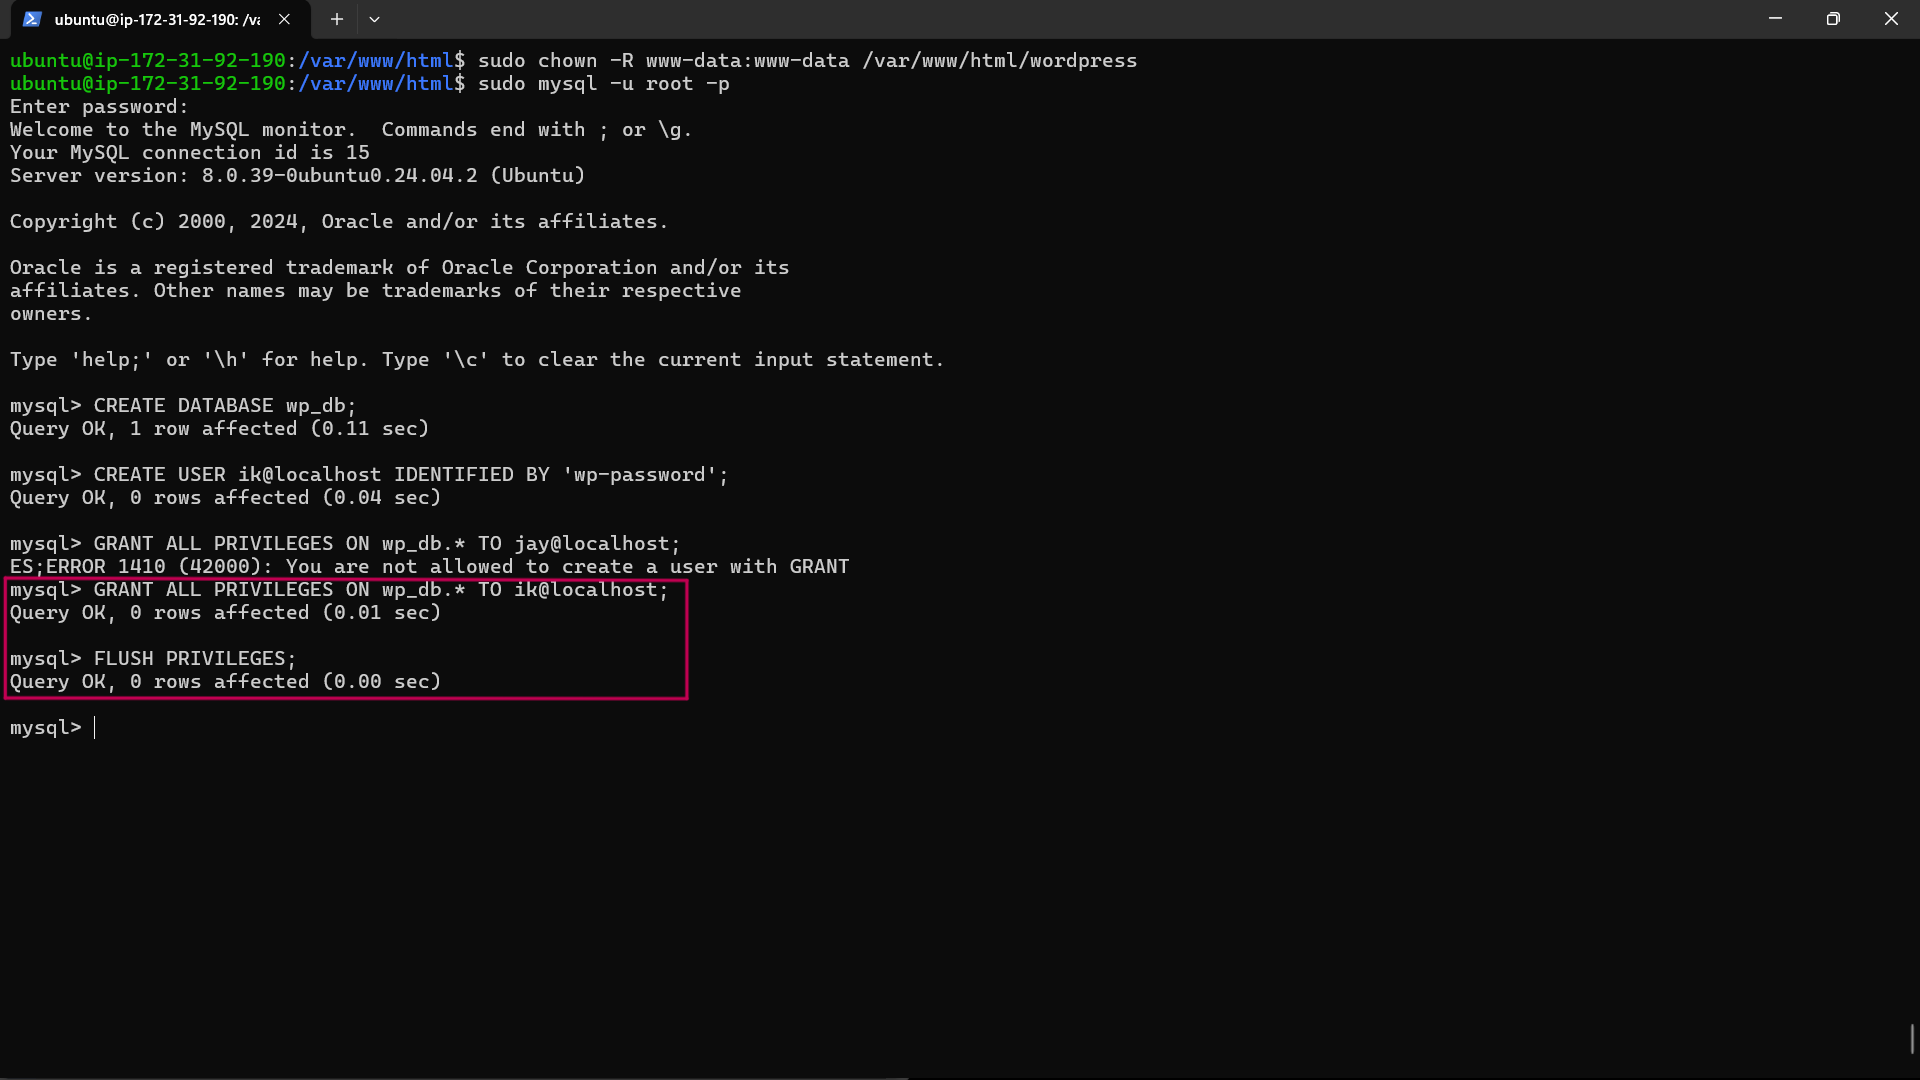 ubuntu@ip-172-31-92-190: /va
ubuntu@ip-172-31-92-190:/var/www/html$ sudo chown -R www-data:www-data /var/www/html/wordpress
ubuntu@ip-172-31-92-190:/var/www/html$ sudo mysql -u root -p
Enter password:
Welcome to the MySQL monitor.  Commands end with ; or \g.
Your MySQL connection id is 15
Server version: 8.0.39-0ubuntu0.24.04.2 (Ubuntu)
Copyright (c) 2000, 2024, Oracle and/or its affiliates.
Oracle is a registered trademark of Oracle Corporation and/or its
affiliates. Other names may be trademarks of their respective
owners.
Type 'help;' or '\h' for help. Type '\c' to clear the current input statement.
mysql> CREATE DATABASE wp_db;
Query OK, 1 row affected (0.11 sec)
mysql> CREATE USER ik@localhost IDENTIFIED BY 'wp-password';
Query OK, 0 rows affected (0.04 sec)
mysql> GRANT ALL PRIVILEGES ON wp_db.* TO jay@localhost;
ES;ERROR 1410 (42000): You are not allowed to create a user with GRANT
mysql> GRANT ALL PRIVILEGES ON wp_db.* TO ik@localhost;
Query OK, 0 rows affected (0.01 sec)
mysql> FLUSH PRIVILEGES;
Query OK, 0 rows affected (0.00 sec)
mysql>